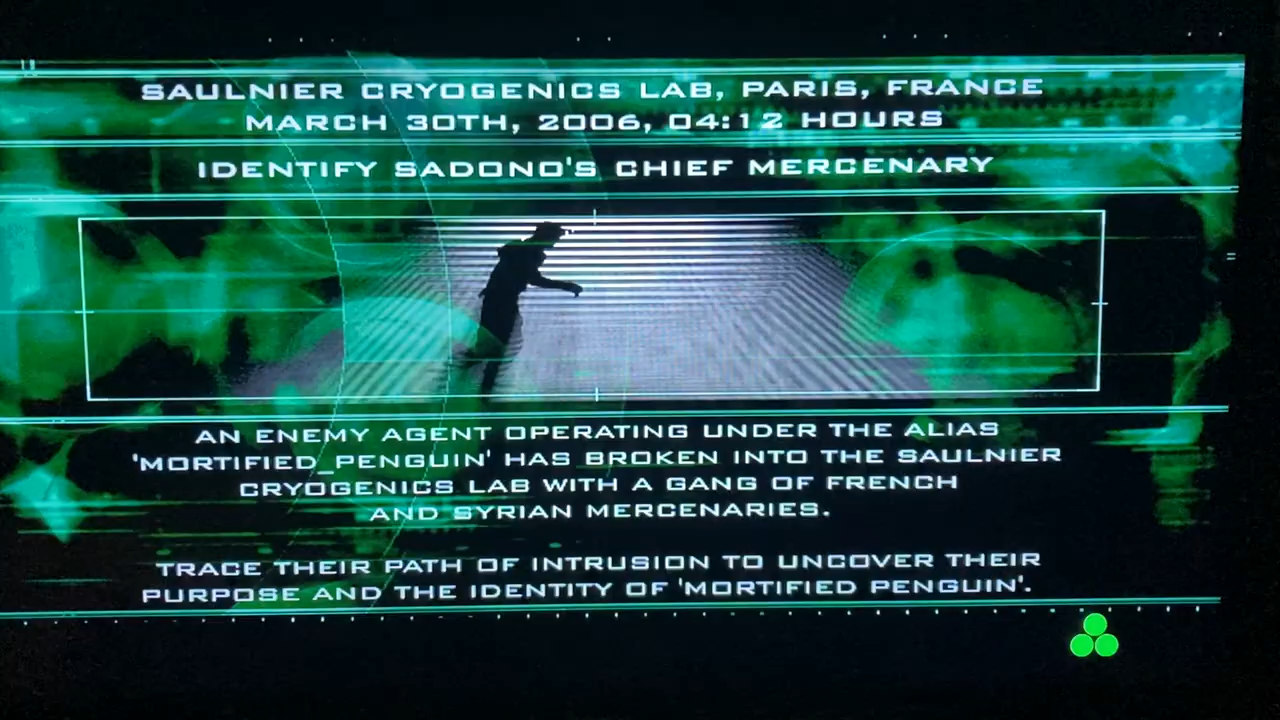 SAULNIER CRYOGENICS LAB, PARIS, FRANCE
MARCH 30TH, 2006, 04:12 HOURS
IDENTIFY SADONO'S CHIEF MERCENARY
AN ENEMY AGENT OPERATING UNDER THE ALIAS
'MORTIFIED_PENGUIN' HAS BROKEN INTO THE SAULNIER
CRYOGENICS LAB WITH A GANG OF FRENCH
AND SYRIAN MERCENARIES.
TRACE THEIR PATH OF INTRUSION TO UNCOVER THEIR
PURPOSE AND THE IDENTITY OF 'MORTIFIED PENGUIN'.